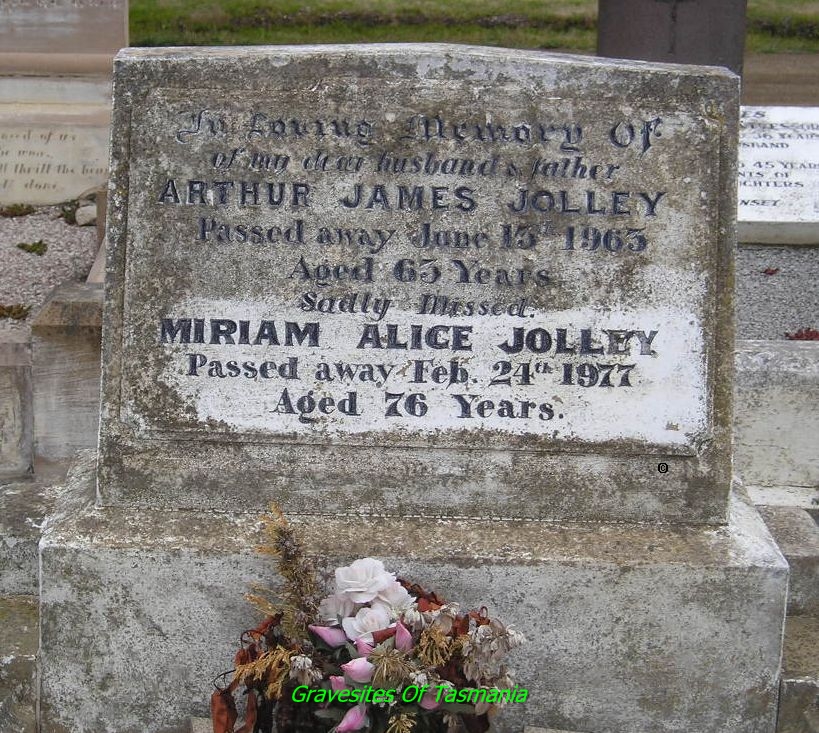 In Loving Memory Of
of my dear husband & father
ARTHUR JAMES JOLLEY
Passed away June 13th 1963
Aged 63 Years
Sadly Missed.
MIRIAM ALICE JOLLEY
Passed away Feb. 24th 1977
Aged 76 Years.
Gravesites Of Tasmania